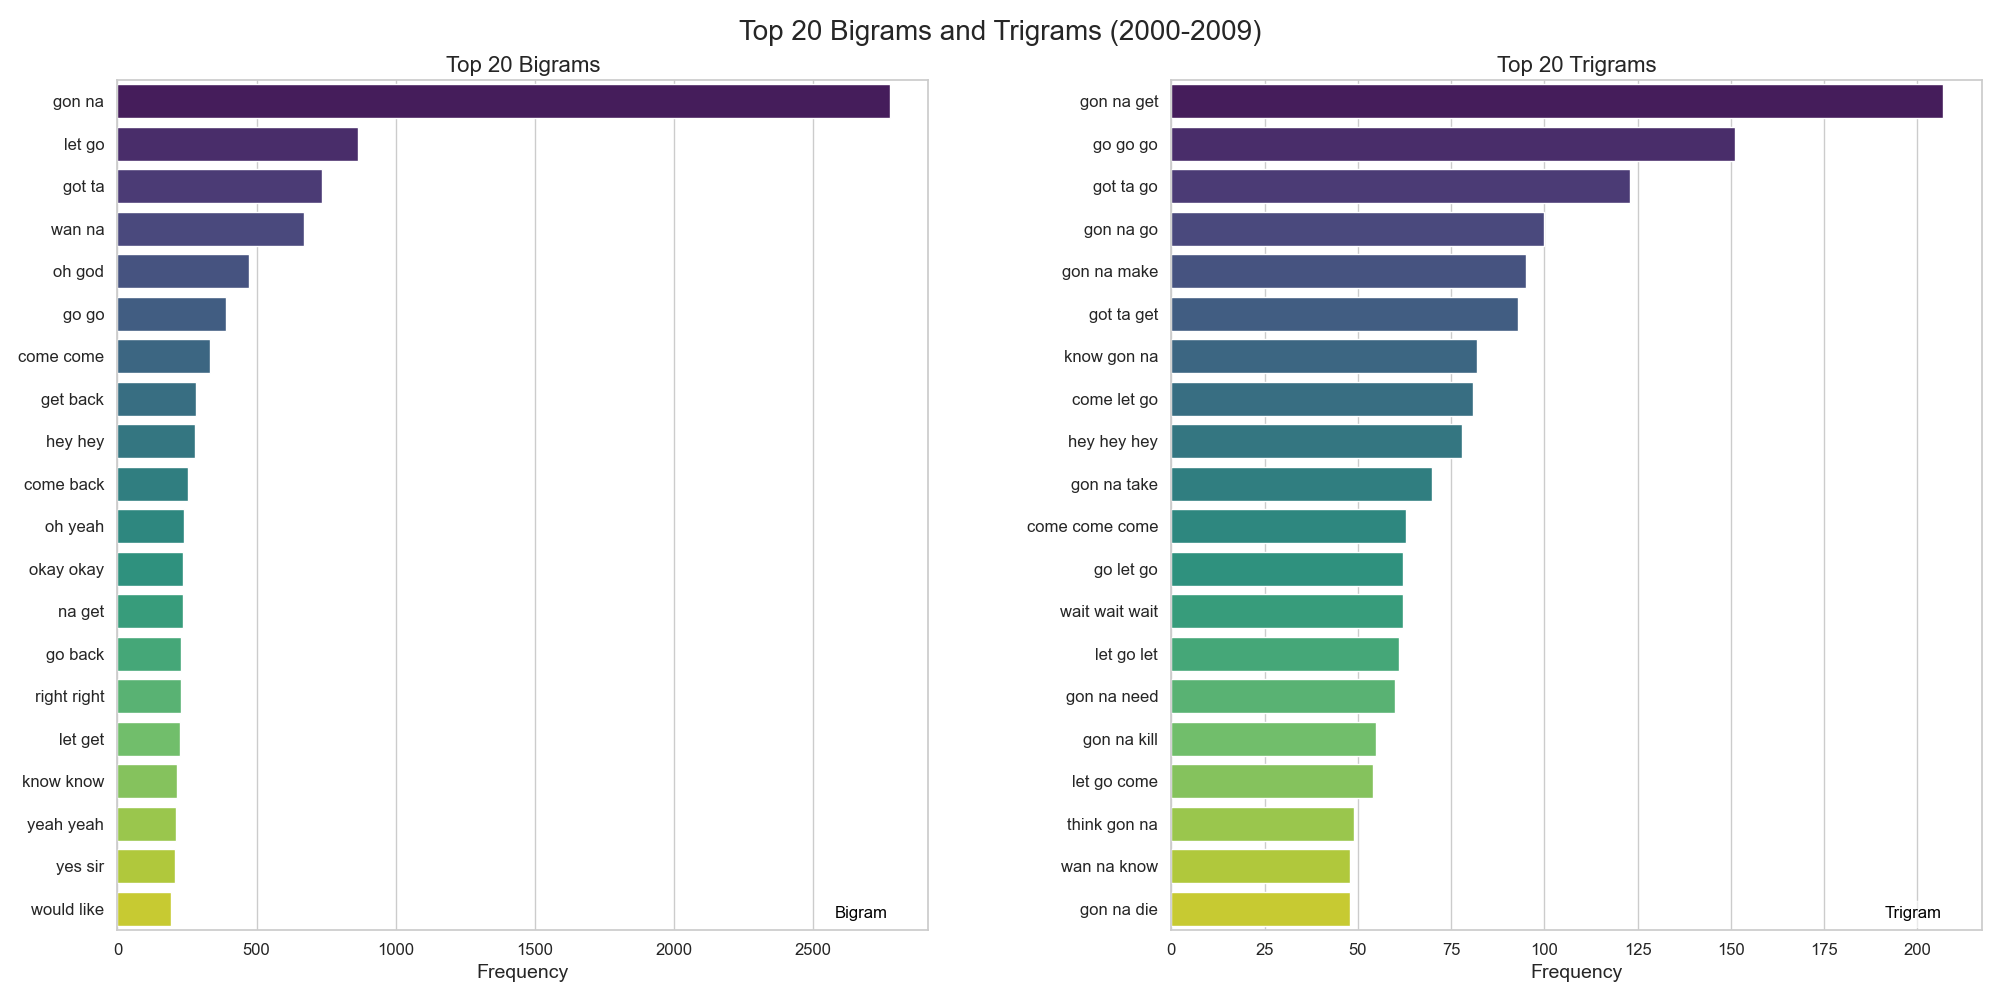 Top 20 Bigrams and Trigrams (2000-2009)
Top 20 Bigrams
gon na
let go
got ta
wan na
oh god
go go
come come
get back
hey hey
come back
oh yeah
okay okay
na get
go back
right right
let get
know know
yeah yeah
yes sir
would like
Bigram
0 500 1000 1500 2000 2500
Frequency
Top 20 Trigrams
gon na get
go go go
got ta go
gon na go
gon na make
got ta get
know gon na
come let go
hey hey hey
gon na take
come come come
go let go
wait wait wait
let go let
gon na need
gon na kill
let go come
think gon na
wan na know
gon na die
Trigram
0 25 50 75 100 125 150 175 200
Frequency